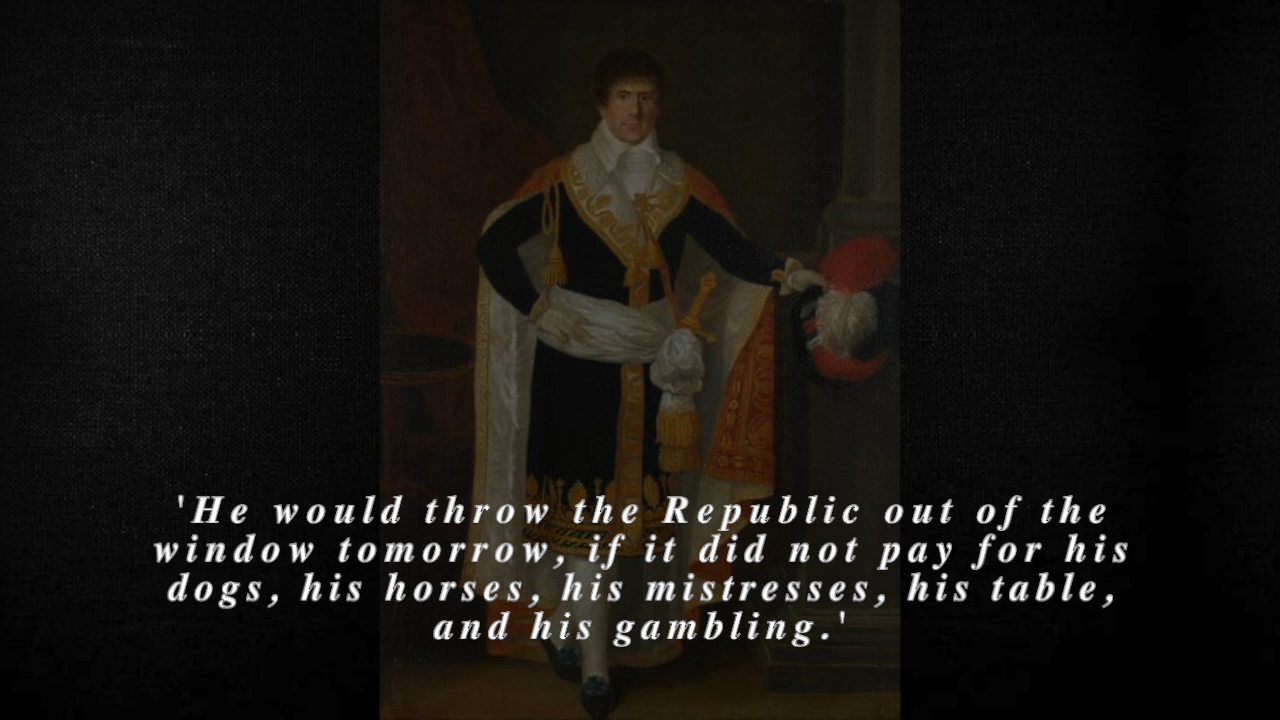 'He would throw the Republic out of the
window tomorrow, if it did not pay for his
dogs, his horses, his mistresses, his table,
and his gambling.'